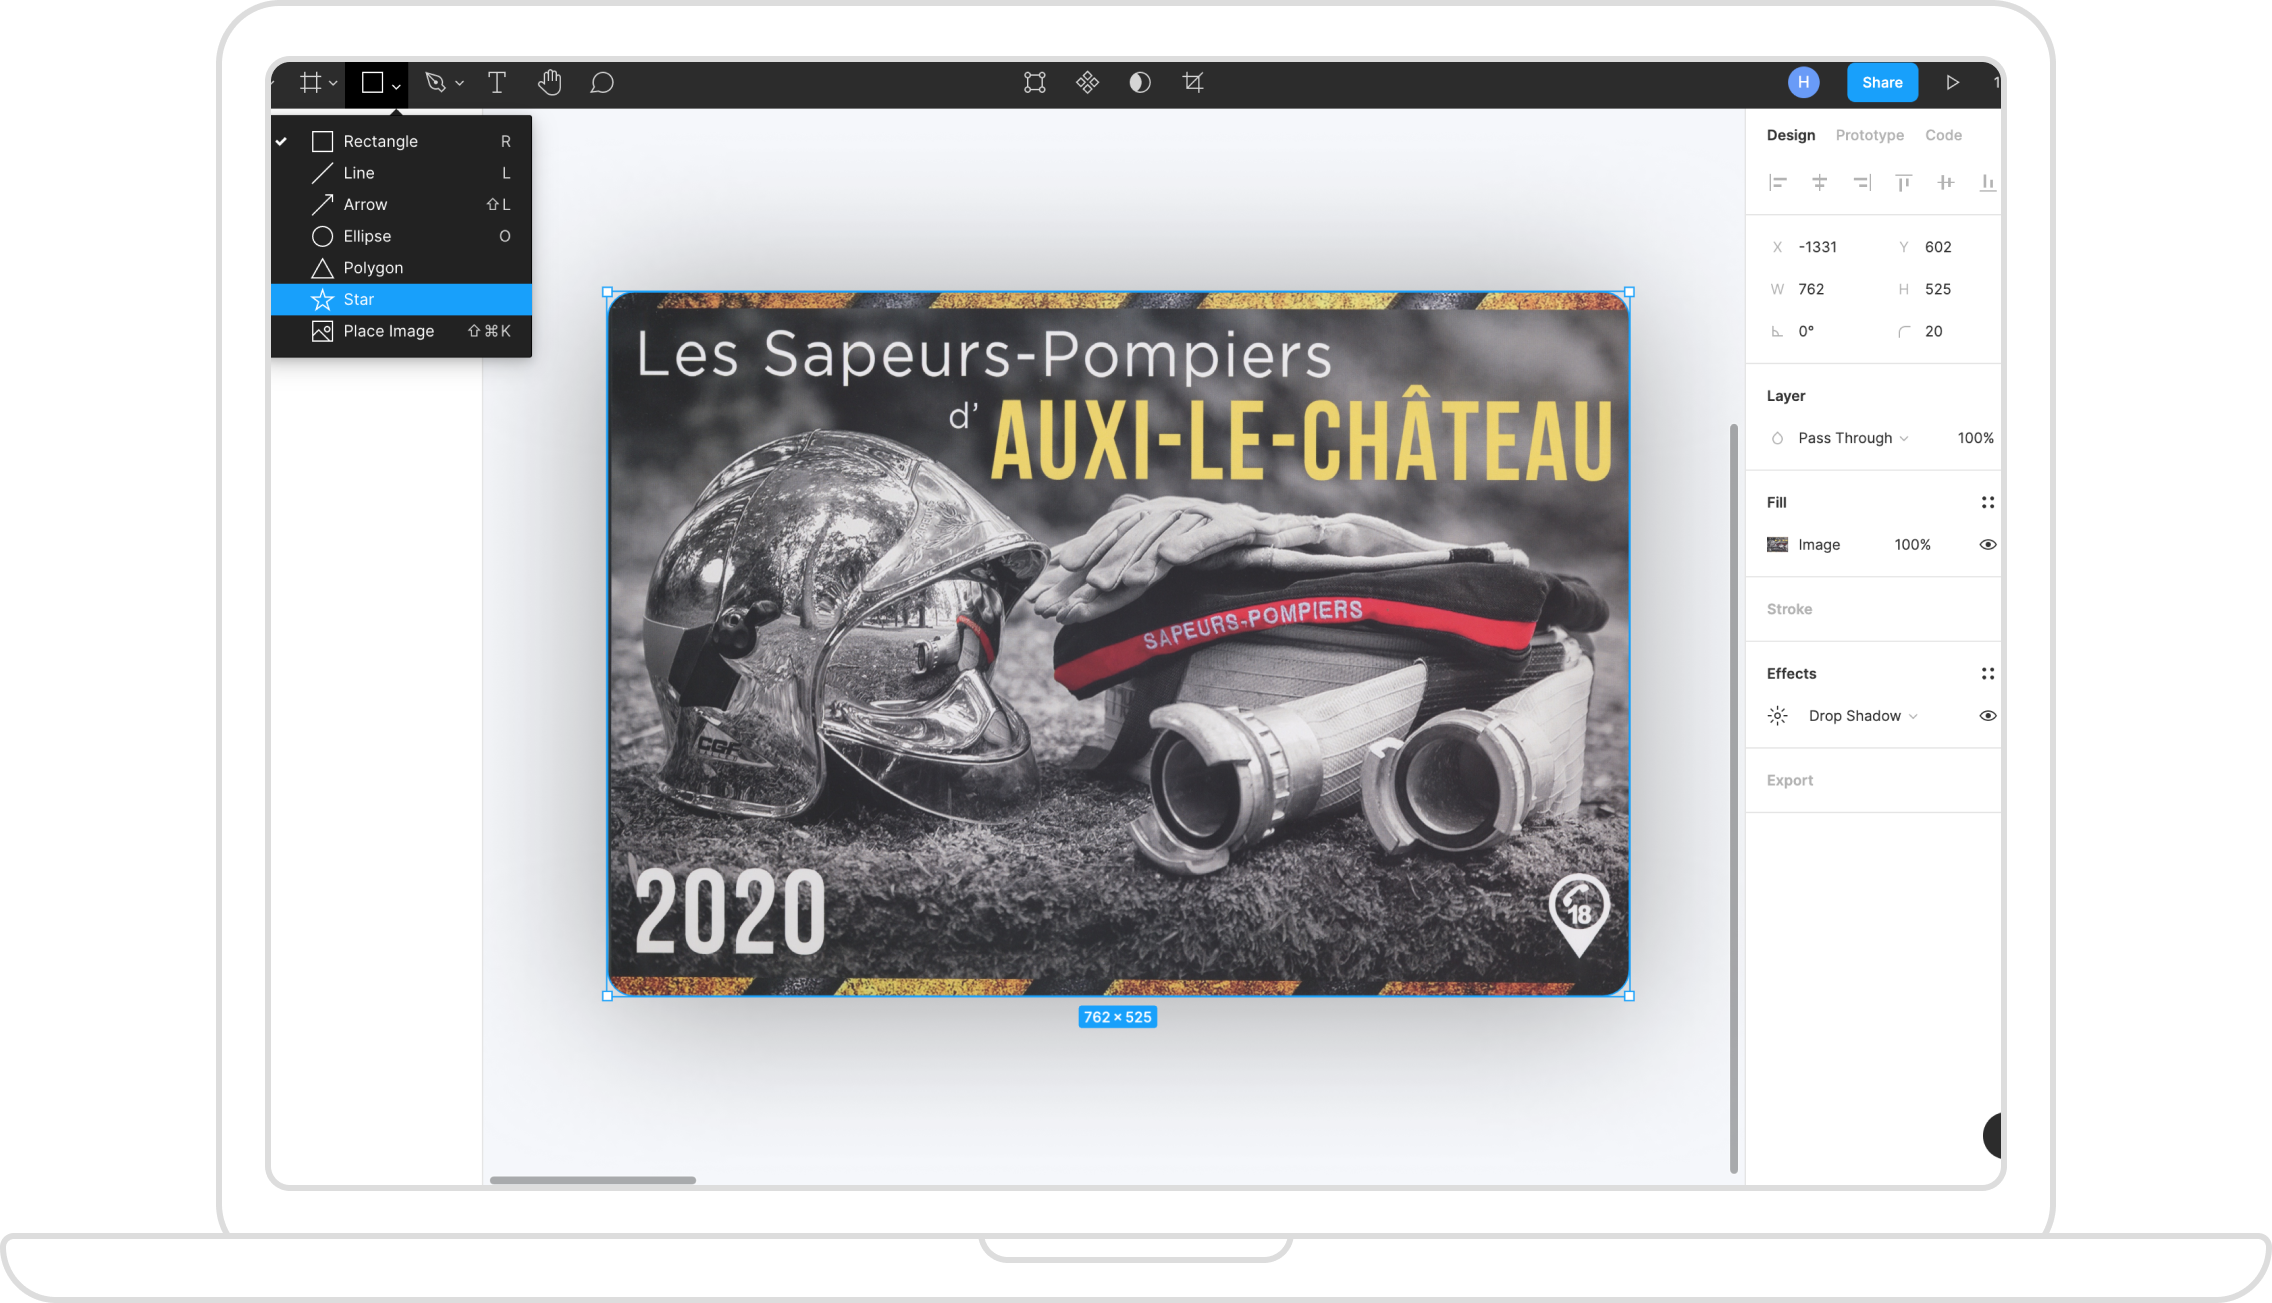 H
Share
Rectangle R
Line L
Arrow ⇧L
Ellipse O
Polygon
Star
Place Image ⇧⌘K
Les Sapeurs-Pompiers
d'
AUXI-LE-CHÂTEAU
SAPEURS-POMPIERS
CGF
2020
18
762 × 525
Design Prototype Code
X -1331 Y 602
W 762 H 525
0° 20
Layer
Pass Through 100%
Fill
Image 100%
Stroke
Effects
Drop Shadow
Export